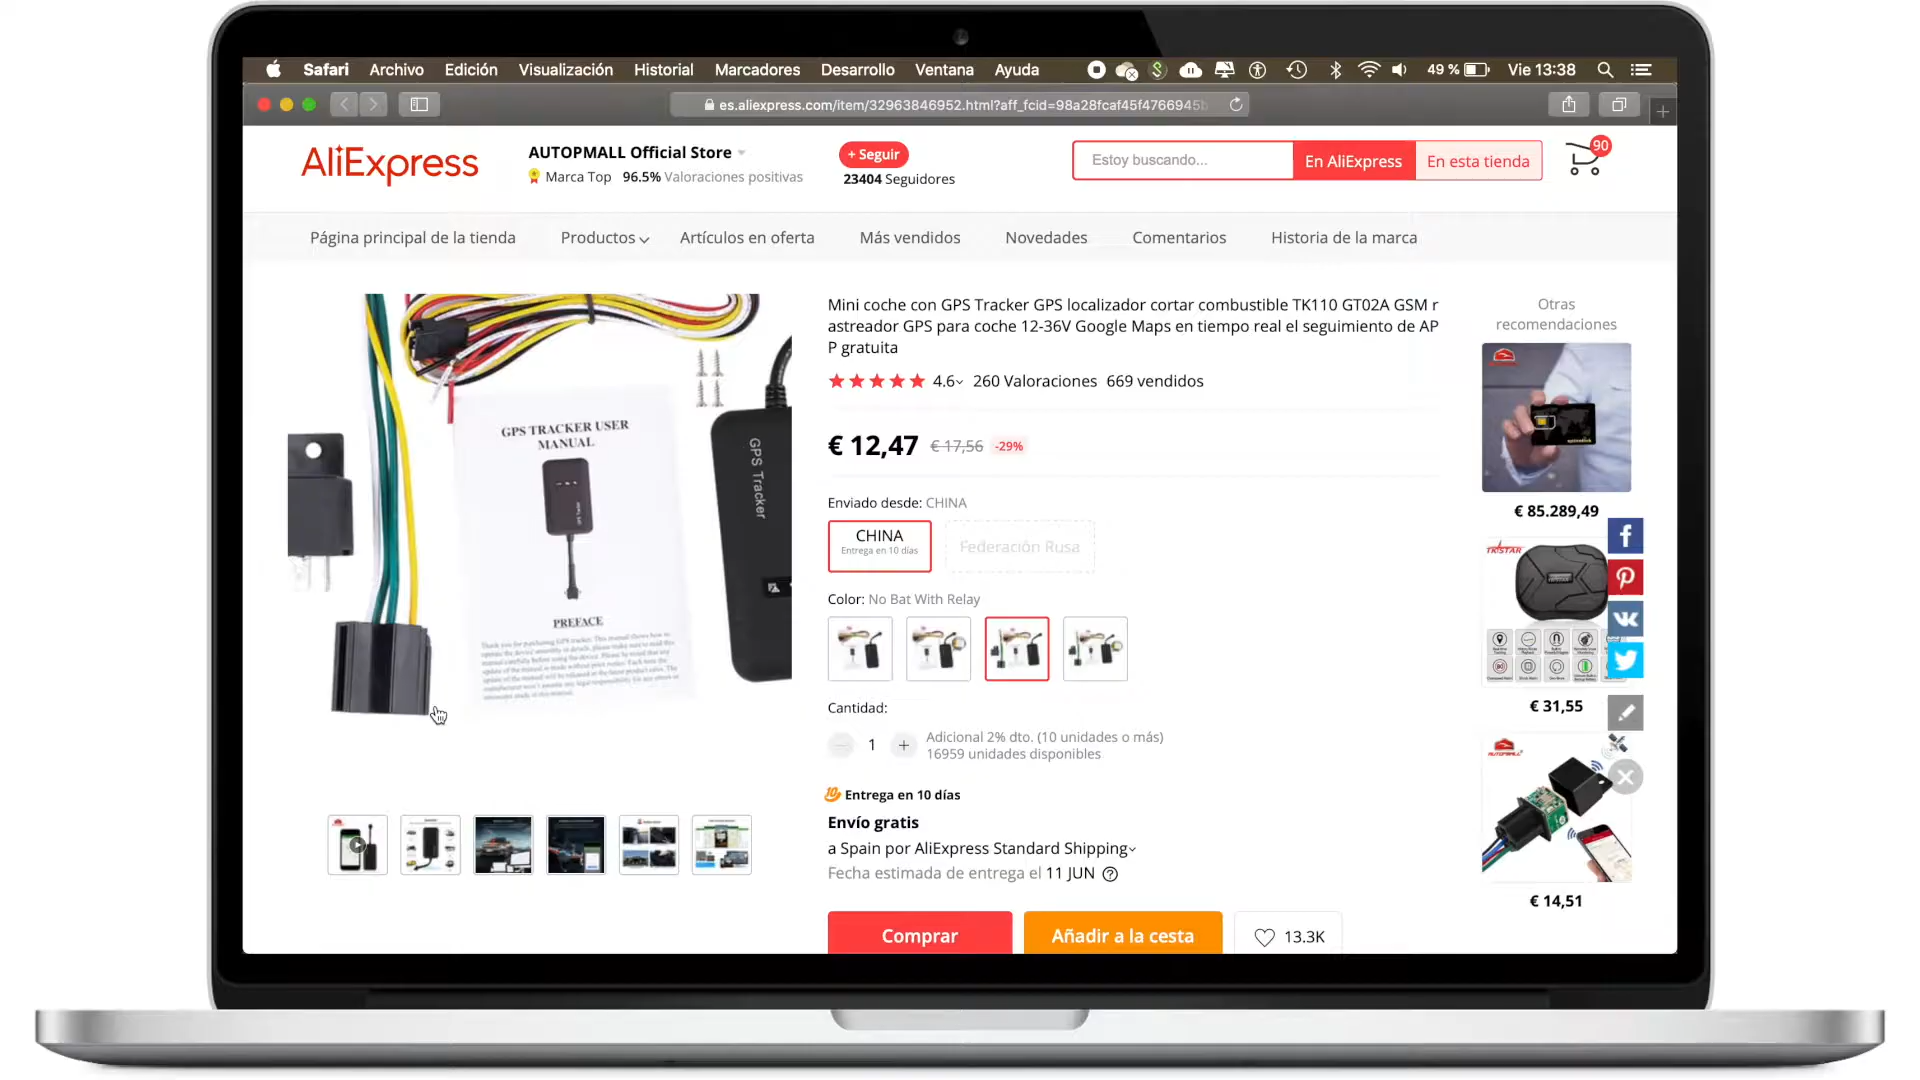 Safari Archivo Edición Visualización Historial Marcadores Desarrollo Ventana Ayuda 49 % Vie 13:38
es.aliexpress.com/item/32963846952.html?aff_fcid=98a28fcaf45f4766945b
AliExpress
AUTOPMALL Official Store
Marca Top 96.5% Valoraciones positivas
+ Seguir
23404 Seguidores
Estoy buscando...
En AliExpress
En esta tienda
90
Página principal de la tienda Productos Artículos en oferta Más vendidos Novedades Comentarios Historia de la marca
GPS TRACKER USER
MANUAL
PREFACE
GPS Tracker
Mini coche con GPS Tracker GPS localizador cortar combustible TK110 GT02A GSM r
astreador GPS para coche 12-36V Google Maps en tiempo real el seguimiento de AP
P gratuita
4.6 260 Valoraciones 669 vendidos
€ 12,47 € 17,56 -29%
Enviado desde: CHINA
CHINA
Entrega en 10 días
Federación Rusa
Color: No Bat With Relay
Cantidad:
1
Adicional 2% dto. (10 unidades o más)
16959 unidades disponibles
Entrega en 10 días
Envío gratis
a Spain por AliExpress Standard Shipping
Fecha estimada de entrega el 11 JUN
Comprar
Añadir a la cesta
13.3K
Otras
recomendaciones
€ 85.289,49
TKSTAR
€ 31,55
AUTOPMALL
€ 14,51